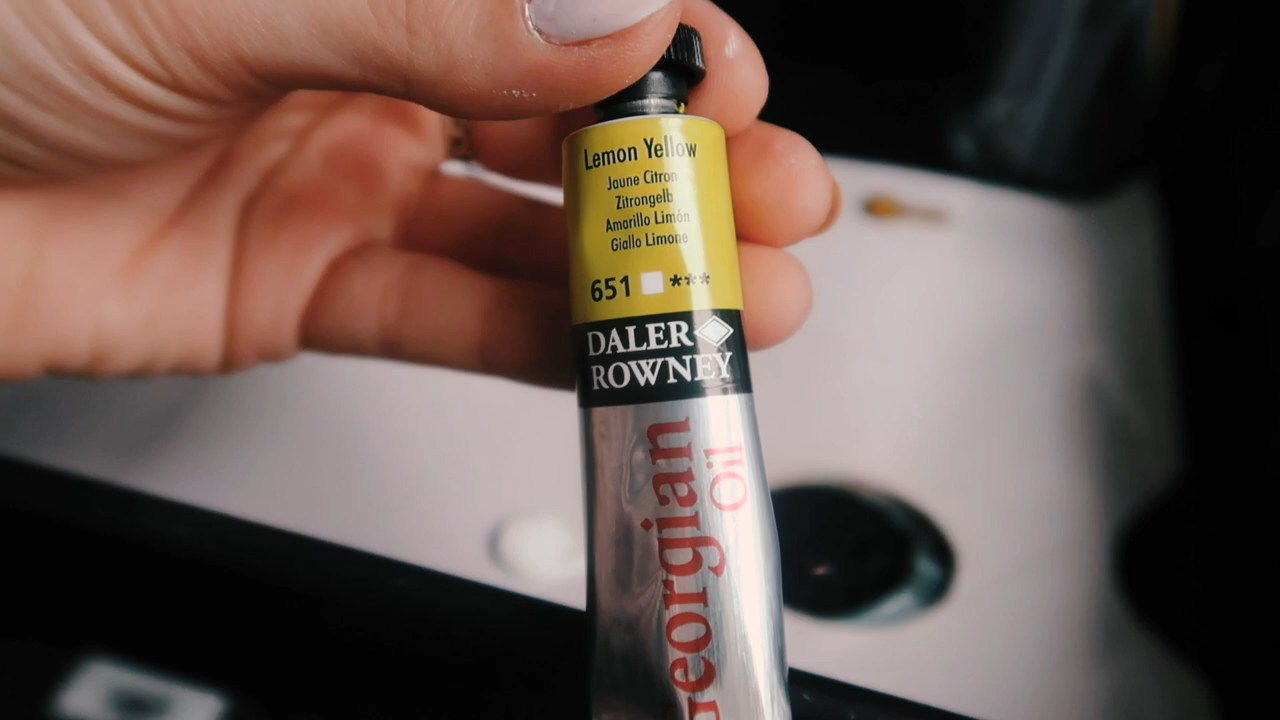 Lemon Yellow
Jaune Citron
Zitrongelb
Amarillo Limón
Giallo Limone
651 ***
DALER
ROWNEY
Georgian
Oil